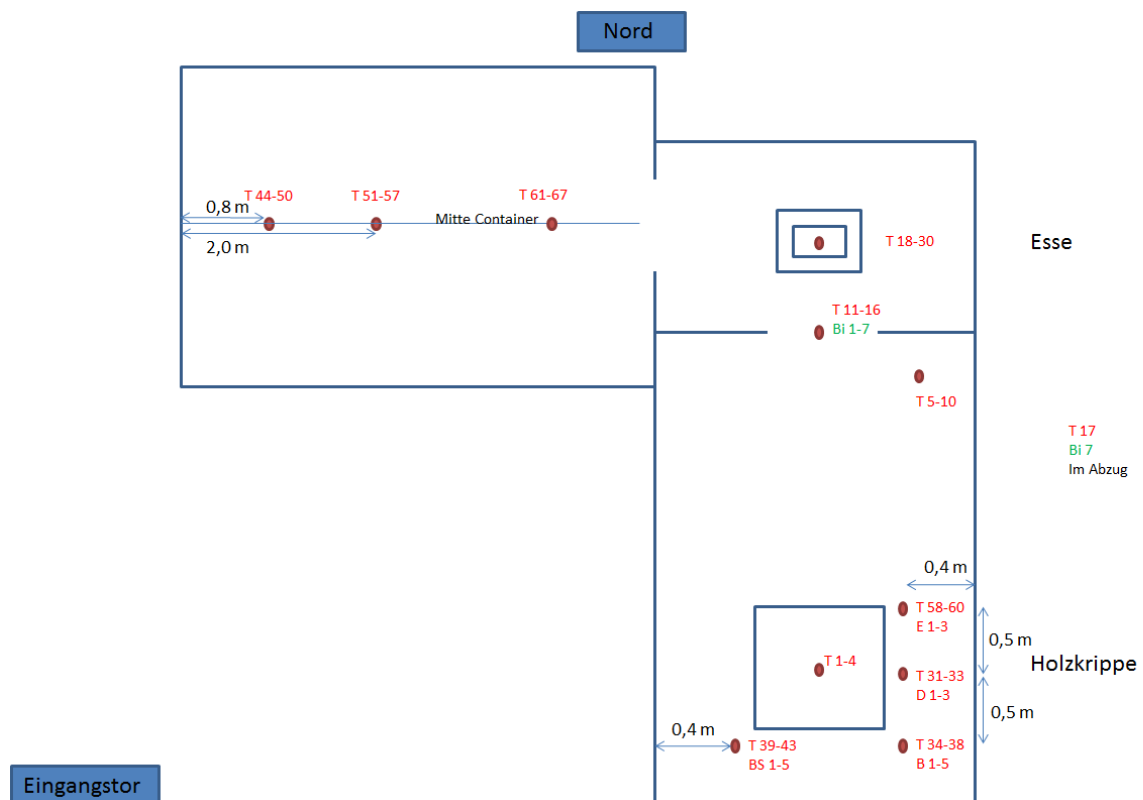 Nord
T 44-50
T 51-57
T 61-67
0,8 m
Mitte Container
2,0 m
T 18-30
Esse
T 11-16
Bi 1-7
T 5-10
T 17
Bi 7
Im Abzug
0,4 m
T 58-60
E 1-3
0,5 m
T 1-4
T 31-33
D 1-3
Holzkrippe
0,5 m
0,4 m
T 39-43
BS 1-5
T 34-38
B 1-5
Eingangstor